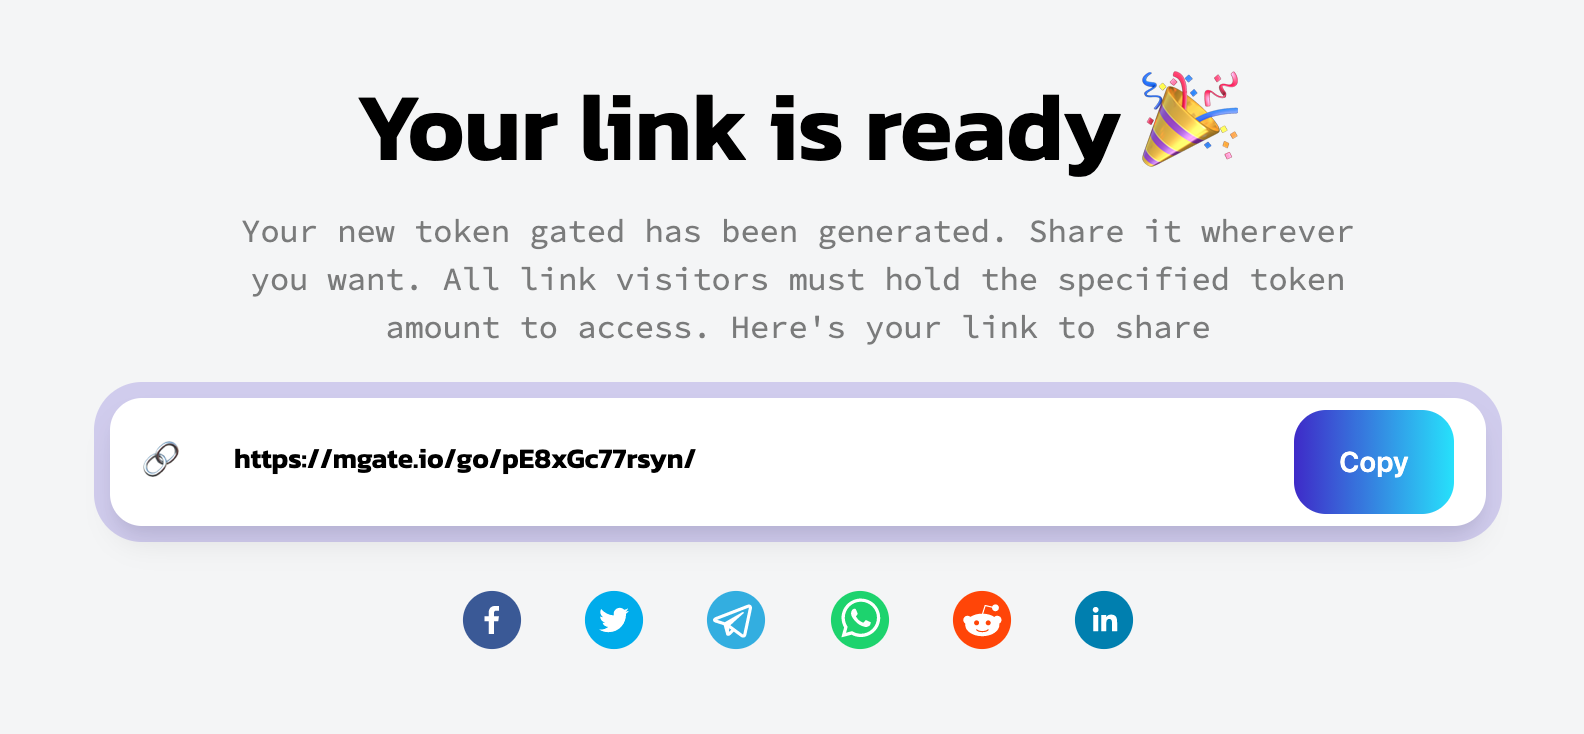 Your link is ready
Your new token gated has been generated. Share it wherever
you want. All link visitors must hold the specified token
amount to access. Here's your link to share
https://mgate.io/go/pE8xGc77rsyn/
Copy